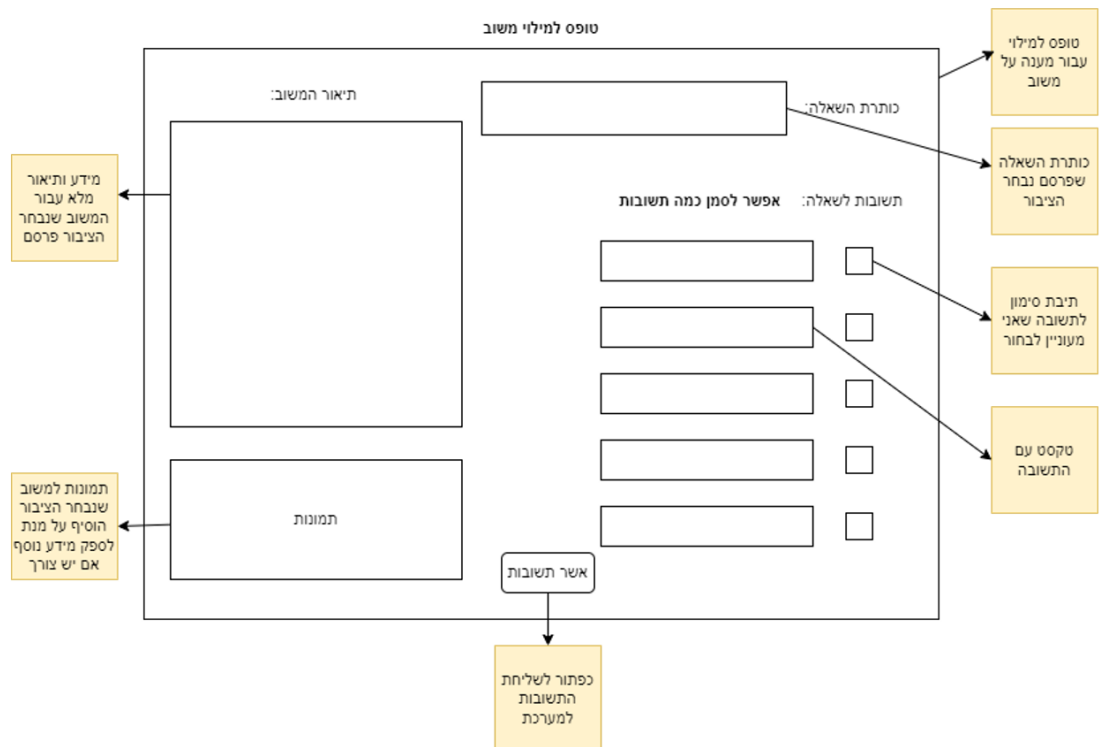 טופס למילוי משוב
טופס למילוי
עבור מענה על
משוב
כותרת השאלה:
תיאור המשוב:
כותרת השאלה
שפרסם נבחר
הציבור
מידע ותיאור
מלא עבור
המשוב שנבחר
הציבור פרסם
תשובות לשאלה:
אפשר לסמן כמה תשובות
תיבת סימון
לתשובה שאני
מעוניין לבחור
טקסט עם
התשובה
תמונות
תמונות למשוב
שנבחר הציבור
הוסיף על מנת
לספק מידע נוסף
אם יש צורך
אשר תשובות
כפתור לשליחת
התשובות
למערכת